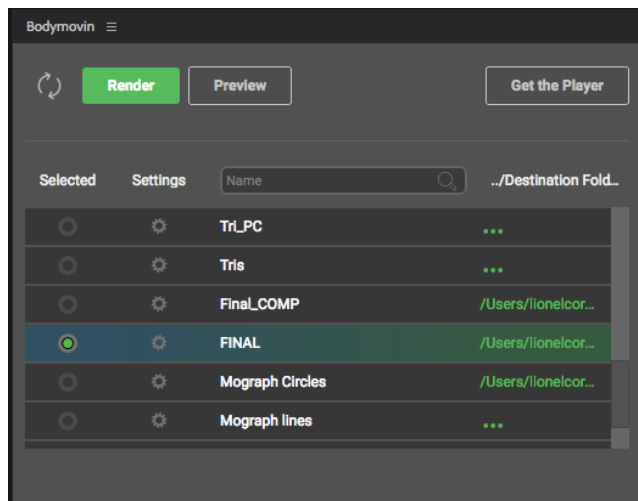 Bodymovin
Render Preview Get the Player
Selected Settings Name ../Destination Fold...
Tri_PC ...
Tris ...
Final_COMP /Users/lionelcor...
FINAL /Users/lionelcor...
Mograph Circles /Users/lionelcor...
Mograph lines ...